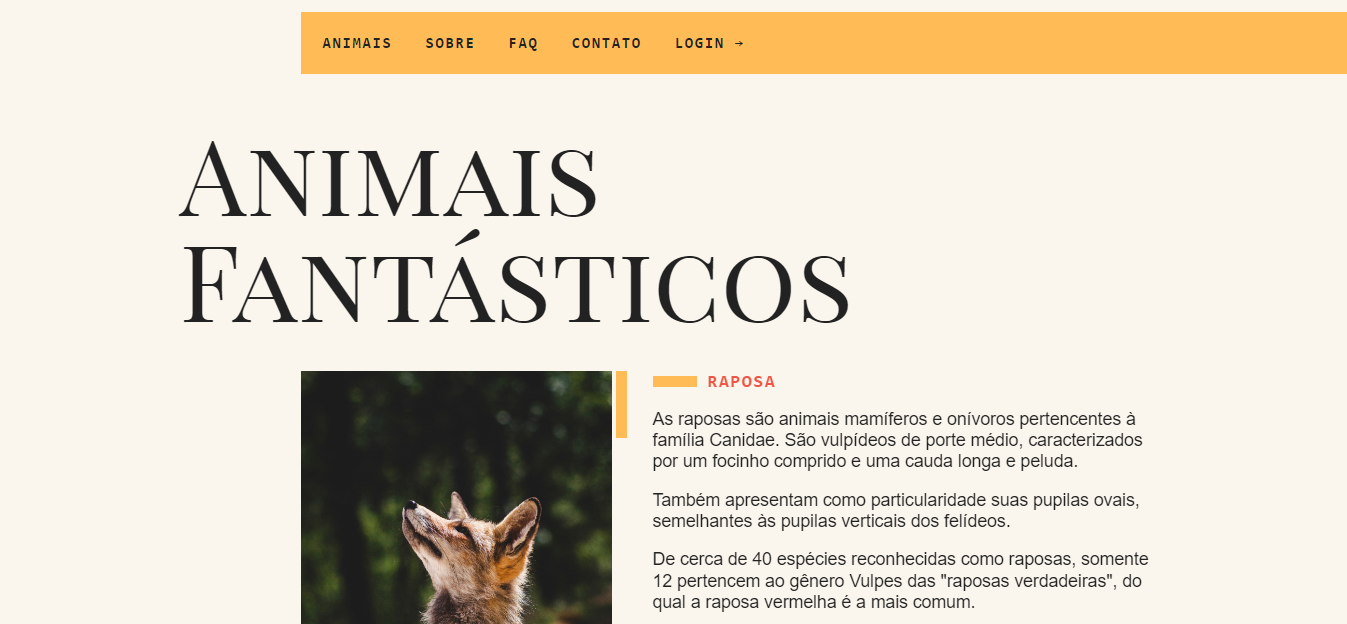 ANIMAIS SOBRE FAQ CONTATO LOGIN →
ANIMAIS
FANTÁSTICOS
RAPOSA
As raposas são animais mamíferos e onívoros pertencentes à
família Canidae. São vulpídeos de porte médio, caracterizados
por um focinho comprido e uma cauda longa e peluda.
Também apresentam como particularidade suas pupilas ovais,
semelhantes às pupilas verticais dos felídeos.
De cerca de 40 espécies reconhecidas como raposas, somente
12 pertencem ao gênero Vulpes das "raposas verdadeiras", do
qual a raposa vermelha é a mais comum.